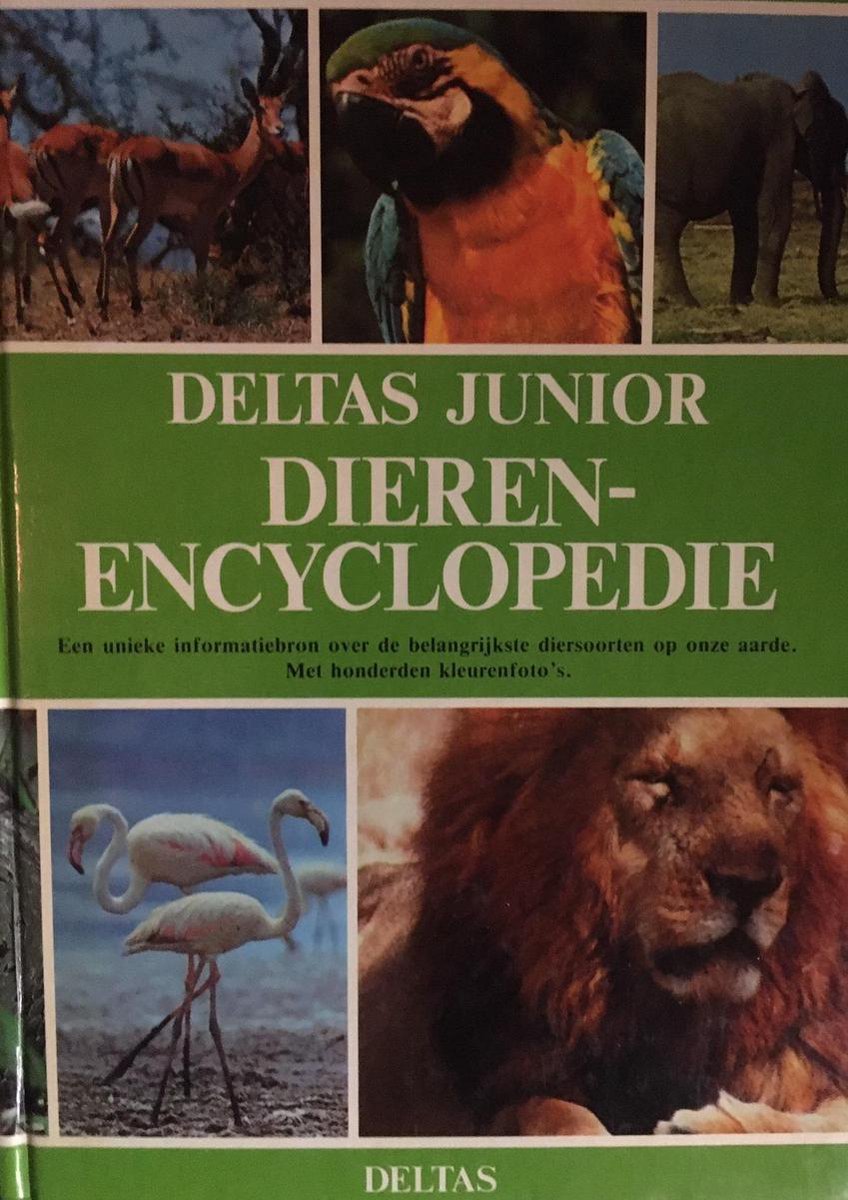 DELTAS JUNIOR
DIEREN-
ENCYCLOPEDIE
Een unieke informatiebron over de belangrijkste diersoorten op onze aarde.
Met honderden kleurenfoto's.
DELTAS